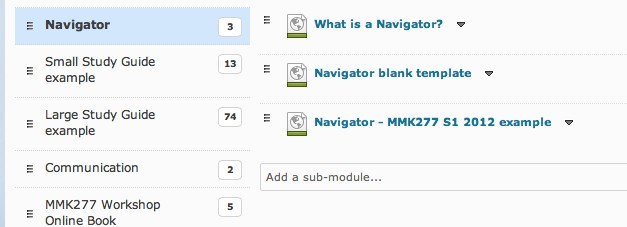 Navigator
3
Small Study Guide
example
13
Large Study Guide
example
74
Communication
2
MMK277 Workshop
Online Book
5
What is a Navigator?
Navigator blank template
Navigator - MMK277 S1 2012 example
Add a sub-module...